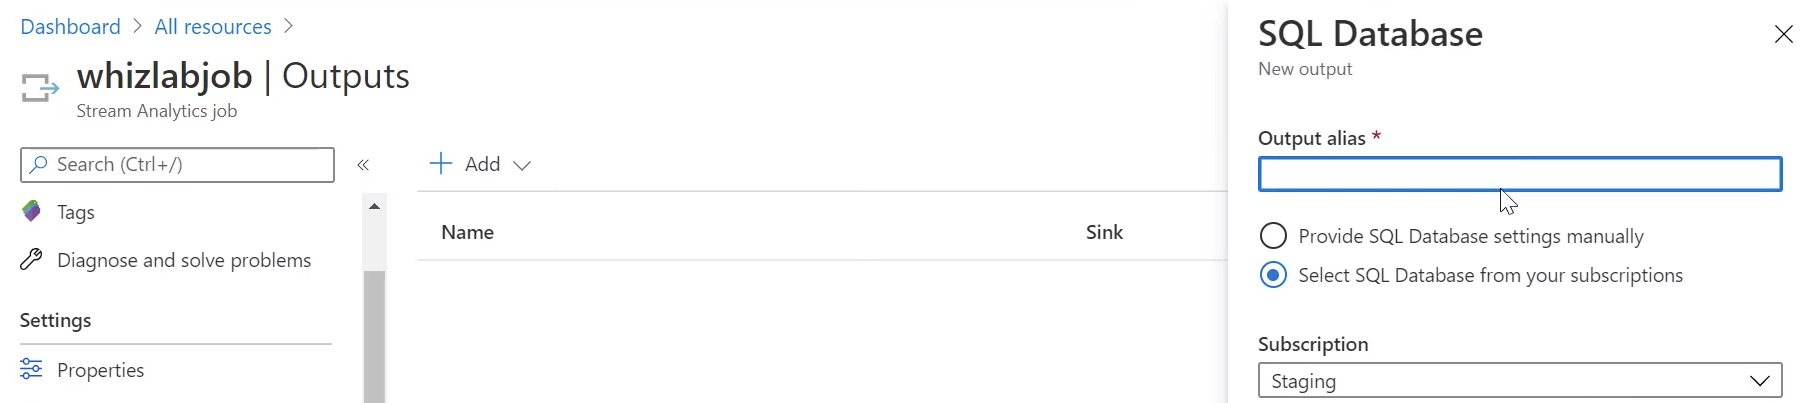 Dashboard > All resources >
whizlabjob | Outputs
Stream Analytics job
Search (Ctrl+/)
«
Tags
Diagnose and solve problems
Settings
Properties
+ Add
Name Sink
SQL Database
New output
Output alias *
Provide SQL Database settings manually
Select SQL Database from your subscriptions
Subscription
Staging